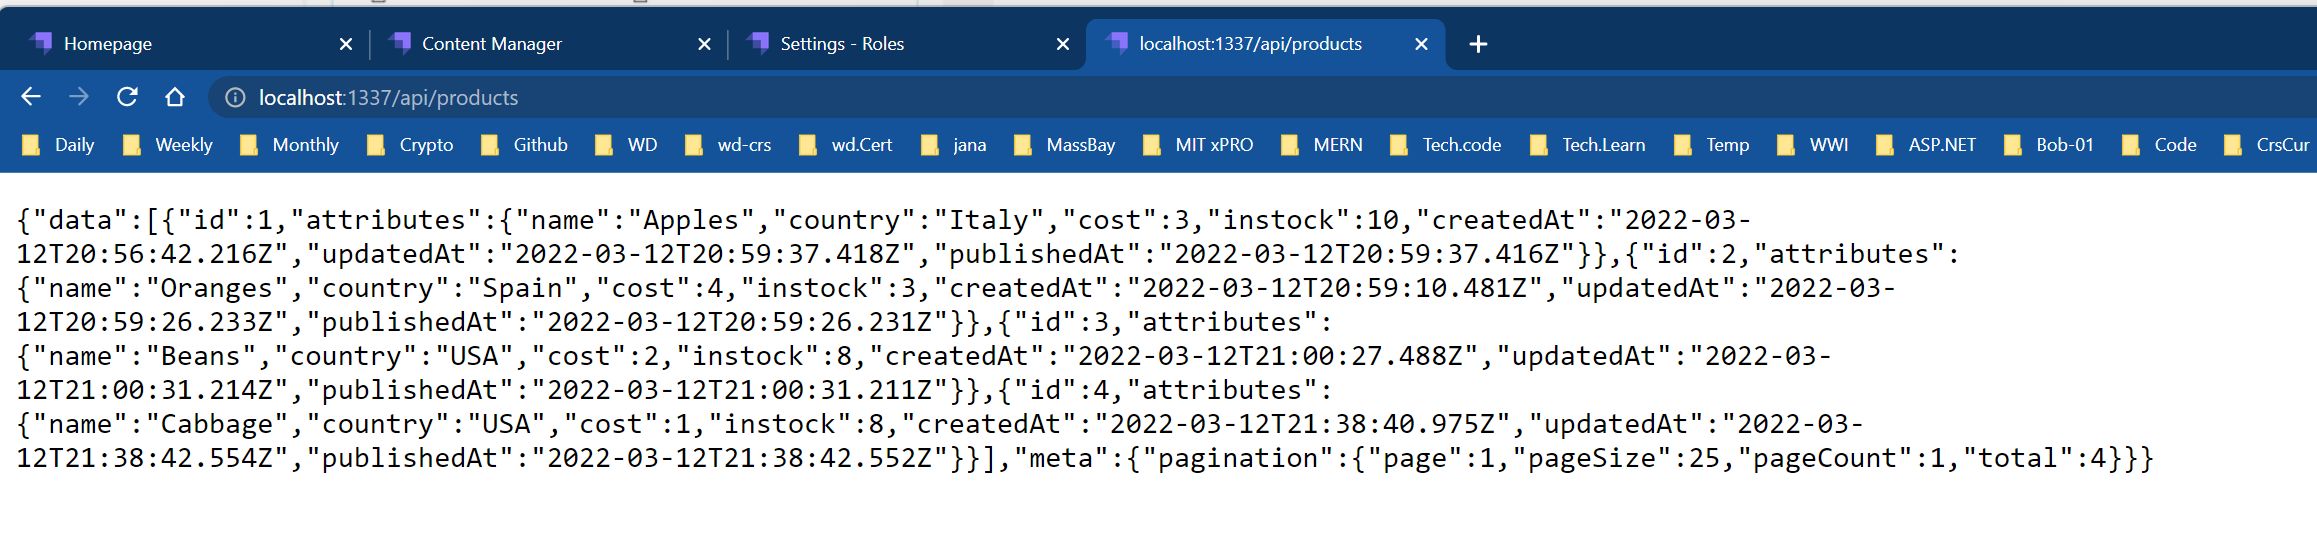 Homepage
Content Manager
Settings - Roles
localhost:1337/api/products
localhost:1337/api/products
Daily Weekly Monthly Crypto Github WD wd-crs wd.Cert jana MassBay MIT xPRO MERN Tech.code Tech.Learn Temp WWI ASP.NET Bob-01 Code CrsCur
{"data":[{"id":1,"attributes":{"name":"Apples","country":"Italy","cost":3,"instock":10,"createdAt":"2022-03-
12T20:56:42.216Z","updatedAt":"2022-03-12T20:59:37.418Z","publishedAt":"2022-03-12T20:59:37.416Z"}},{"id":2,"attributes":
{"name":"Oranges","country":"Spain","cost":4,"instock":3,"createdAt":"2022-03-12T20:59:10.481Z","updatedAt":"2022-03-
12T20:59:26.233Z","publishedAt":"2022-03-12T20:59:26.231Z"}},{"id":3,"attributes":
{"name":"Beans","country":"USA","cost":2,"instock":8,"createdAt":"2022-03-12T21:00:27.488Z","updatedAt":"2022-03-
12T21:00:31.214Z","publishedAt":"2022-03-12T21:00:31.211Z"}},{"id":4,"attributes":
{"name":"Cabbage","country":"USA","cost":1,"instock":8,"createdAt":"2022-03-12T21:38:40.975Z","updatedAt":"2022-03-
12T21:38:42.554Z","publishedAt":"2022-03-12T21:38:42.552Z"}}],"meta":{"pagination":{"page":1,"pageSize":25,"pageCount":1,"total":4}}}